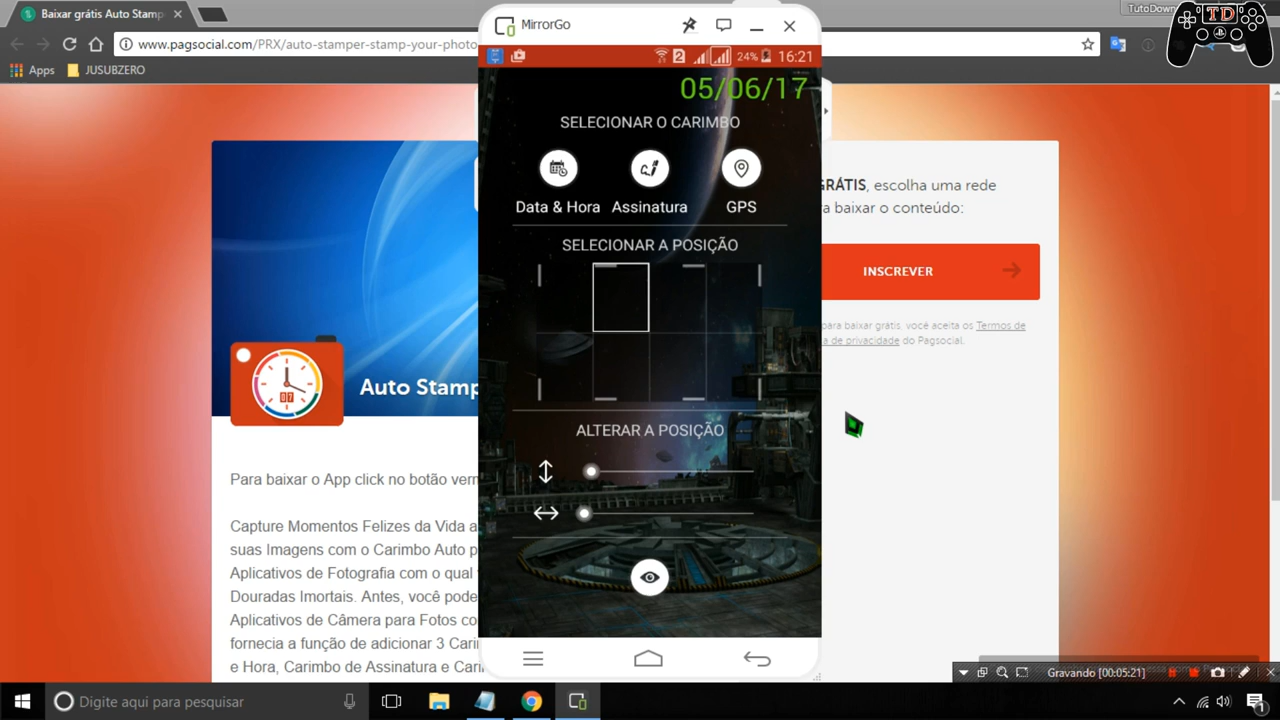 Baixar grátis Auto Stamp
TutoDown
TD
www.pagsocial.com/PRX/auto-stamper-stamp-your-photo
Apps
JUSUBZERO
MirrorGo
2
24%
16:21
05/06/17
SELECIONAR O CARIMBO
Data & Hora
Assinatura
GPS
SELECIONAR A POSIÇÃO
ALTERAR A POSIÇÃO
GRÁTIS, escolha uma rede
a baixar o conteúdo:
INSCREVER
para baixar grátis, você aceita os Termos de
a de privacidade do Pagsocial.
07
Auto Stamp
Para baixar o App click no botão verm
Capture Momentos Felizes da Vida a
suas Imagens com o Carimbo Auto p
Aplicativos de Fotografia com o qual
Douradas Imortais. Antes, você pode
Aplicativos de Câmera para Fotos co
fornecia a função de adicionar 3 Cari
e Hora, Carimbo de Assinatura e Cari
Gravando [00:05:21]
Digite aqui para pesquisar
1